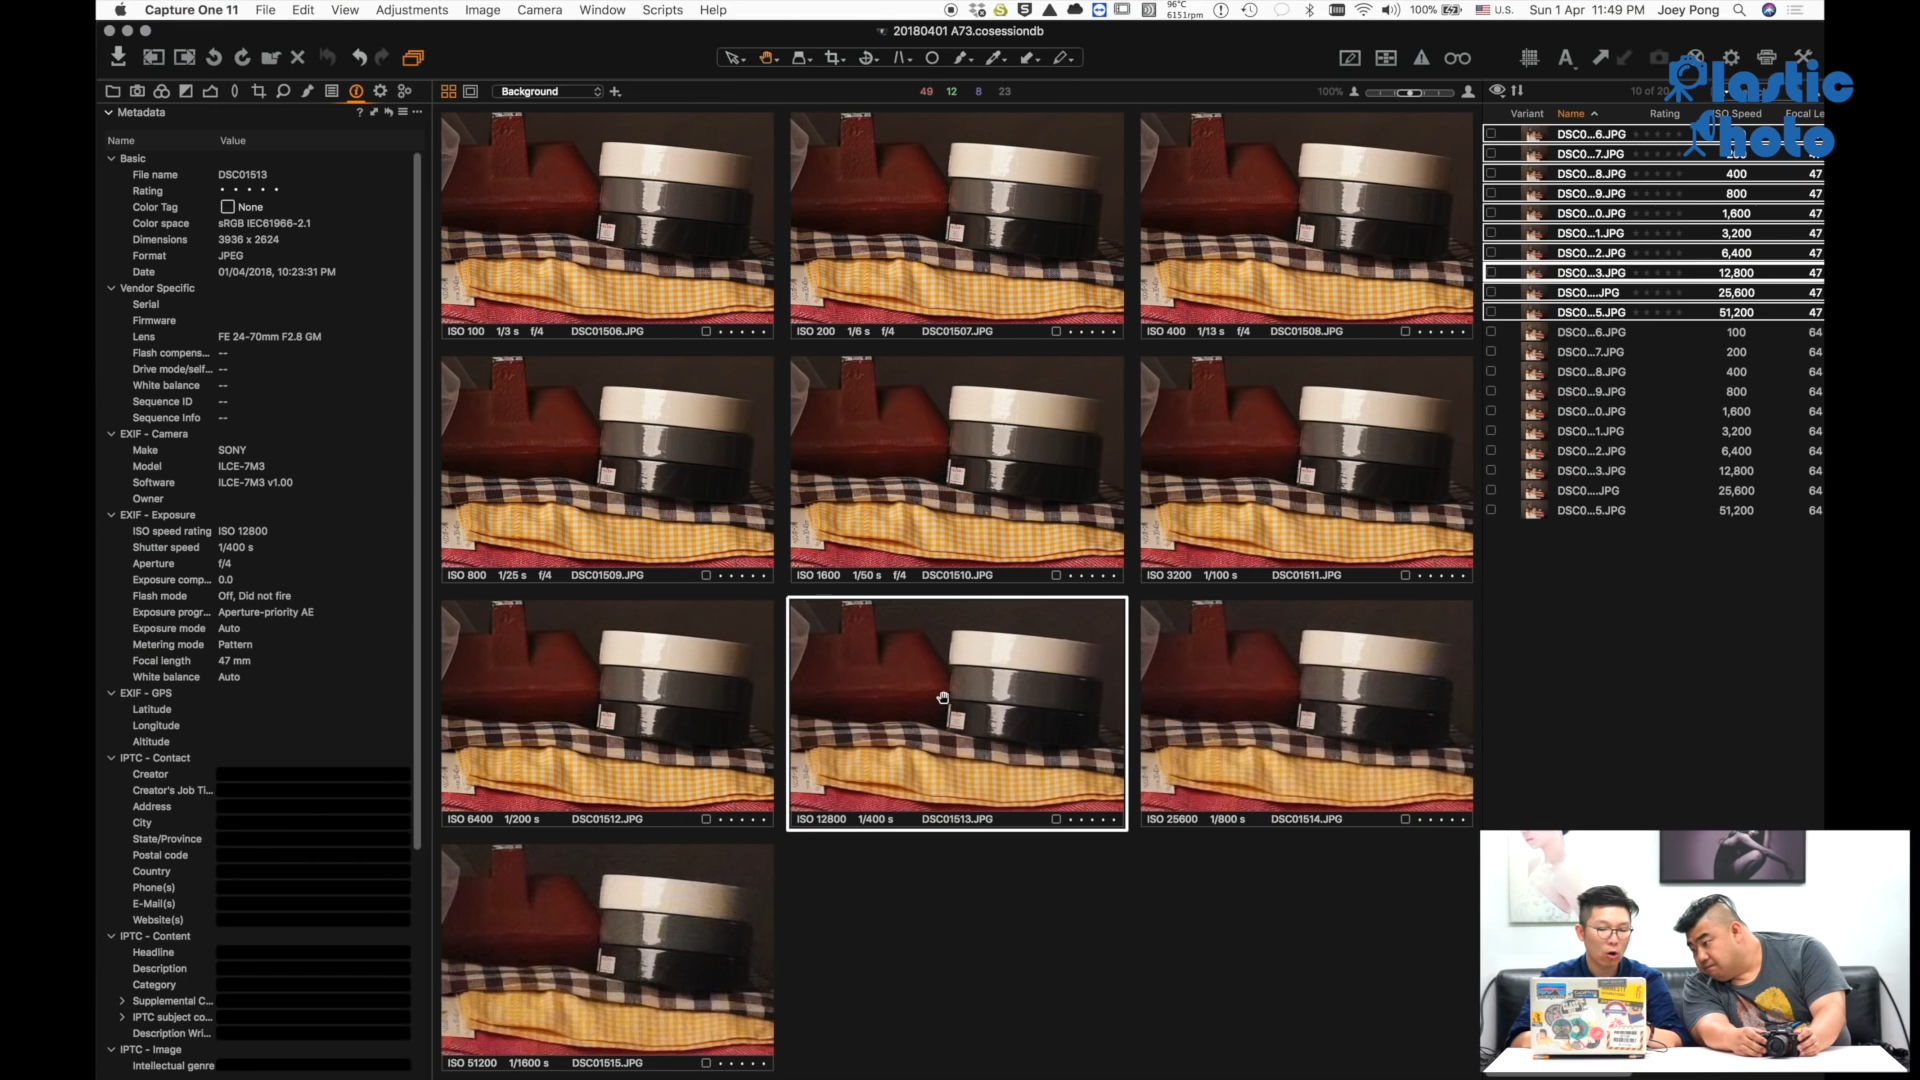 Capture One 11 File Edit View Adjustments Image Camera Window Scripts Help 96°C 6151rpm 100% U.S. Sun 1 Apr 11:49 PM Joey Pong
20180401 A73.cosessiondb
Plastic Photo
Background 49 12 8 23 100% 10 of 20
Metadata
Name Value
Basic
File name DSC01513
Rating
Color Tag None
Color space sRGB IEC61966-2.1
Dimensions 3936 x 2624
Format JPEG
Date 01/04/2018, 10:23:31 PM
Vendor Specific
Serial
Firmware
Lens FE 24-70mm F2.8 GM
Flash compens... --
Drive mode/self... --
White balance --
Sequence ID --
Sequence Info --
EXIF - Camera
Make SONY
Model ILCE-7M3
Software ILCE-7M3 v1.00
Owner
EXIF - Exposure
ISO speed rating ISO 12800
Shutter speed 1/400 s
Aperture f/4
Exposure comp... 0.0
Flash mode Off, Did not fire
Exposure progr... Aperture-priority AE
Exposure mode Auto
Metering mode Pattern
Focal length 47 mm
White balance Auto
EXIF - GPS
Latitude
Longitude
Altitude
IPTC - Contact
Creator
Creator's Job Ti...
Address
City
State/Province
Postal code
Country
Phone(s)
E-Mail(s)
Website(s)
IPTC - Content
Headline
Description
Category
Supplemental C...
IPTC subject co...
Description Wri...
IPTC - Image
Intellectual genre
ISO 100 1/3 s f/4 DSC01506.JPG
ISO 200 1/6 s f/4 DSC01507.JPG
ISO 400 1/13 s f/4 DSC01508.JPG
ISO 800 1/25 s f/4 DSC01509.JPG
ISO 1600 1/50 s f/4 DSC01510.JPG
ISO 3200 1/100 s DSC01511.JPG
ISO 6400 1/200 s DSC01512.JPG
ISO 12800 1/400 s DSC01513.JPG
ISO 25600 1/800 s DSC01514.JPG
ISO 51200 1/1600 s DSC01515.JPG
Variant Name Rating ISO Speed Focal Le
DSC0...6.JPG
DSC0...7.JPG 200
DSC0...8.JPG 400 47
DSC0...9.JPG 800 47
DSC0...0.JPG 1,600 47
DSC0...1.JPG 3,200 47
DSC0...2.JPG 6,400 47
DSC0...3.JPG 12,800 47
DSC0....JPG 25,600 47
DSC0...5.JPG 51,200 47
DSC0...6.JPG 100 64
DSC0...7.JPG 200 64
DSC0...8.JPG 400 64
DSC0...9.JPG 800 64
DSC0...0.JPG 1,600 64
DSC0...1.JPG 3,200 64
DSC0...2.JPG 6,400 64
DSC0...3.JPG 12,800 64
DSC0....JPG 25,600 64
DSC0...5.JPG 51,200 64